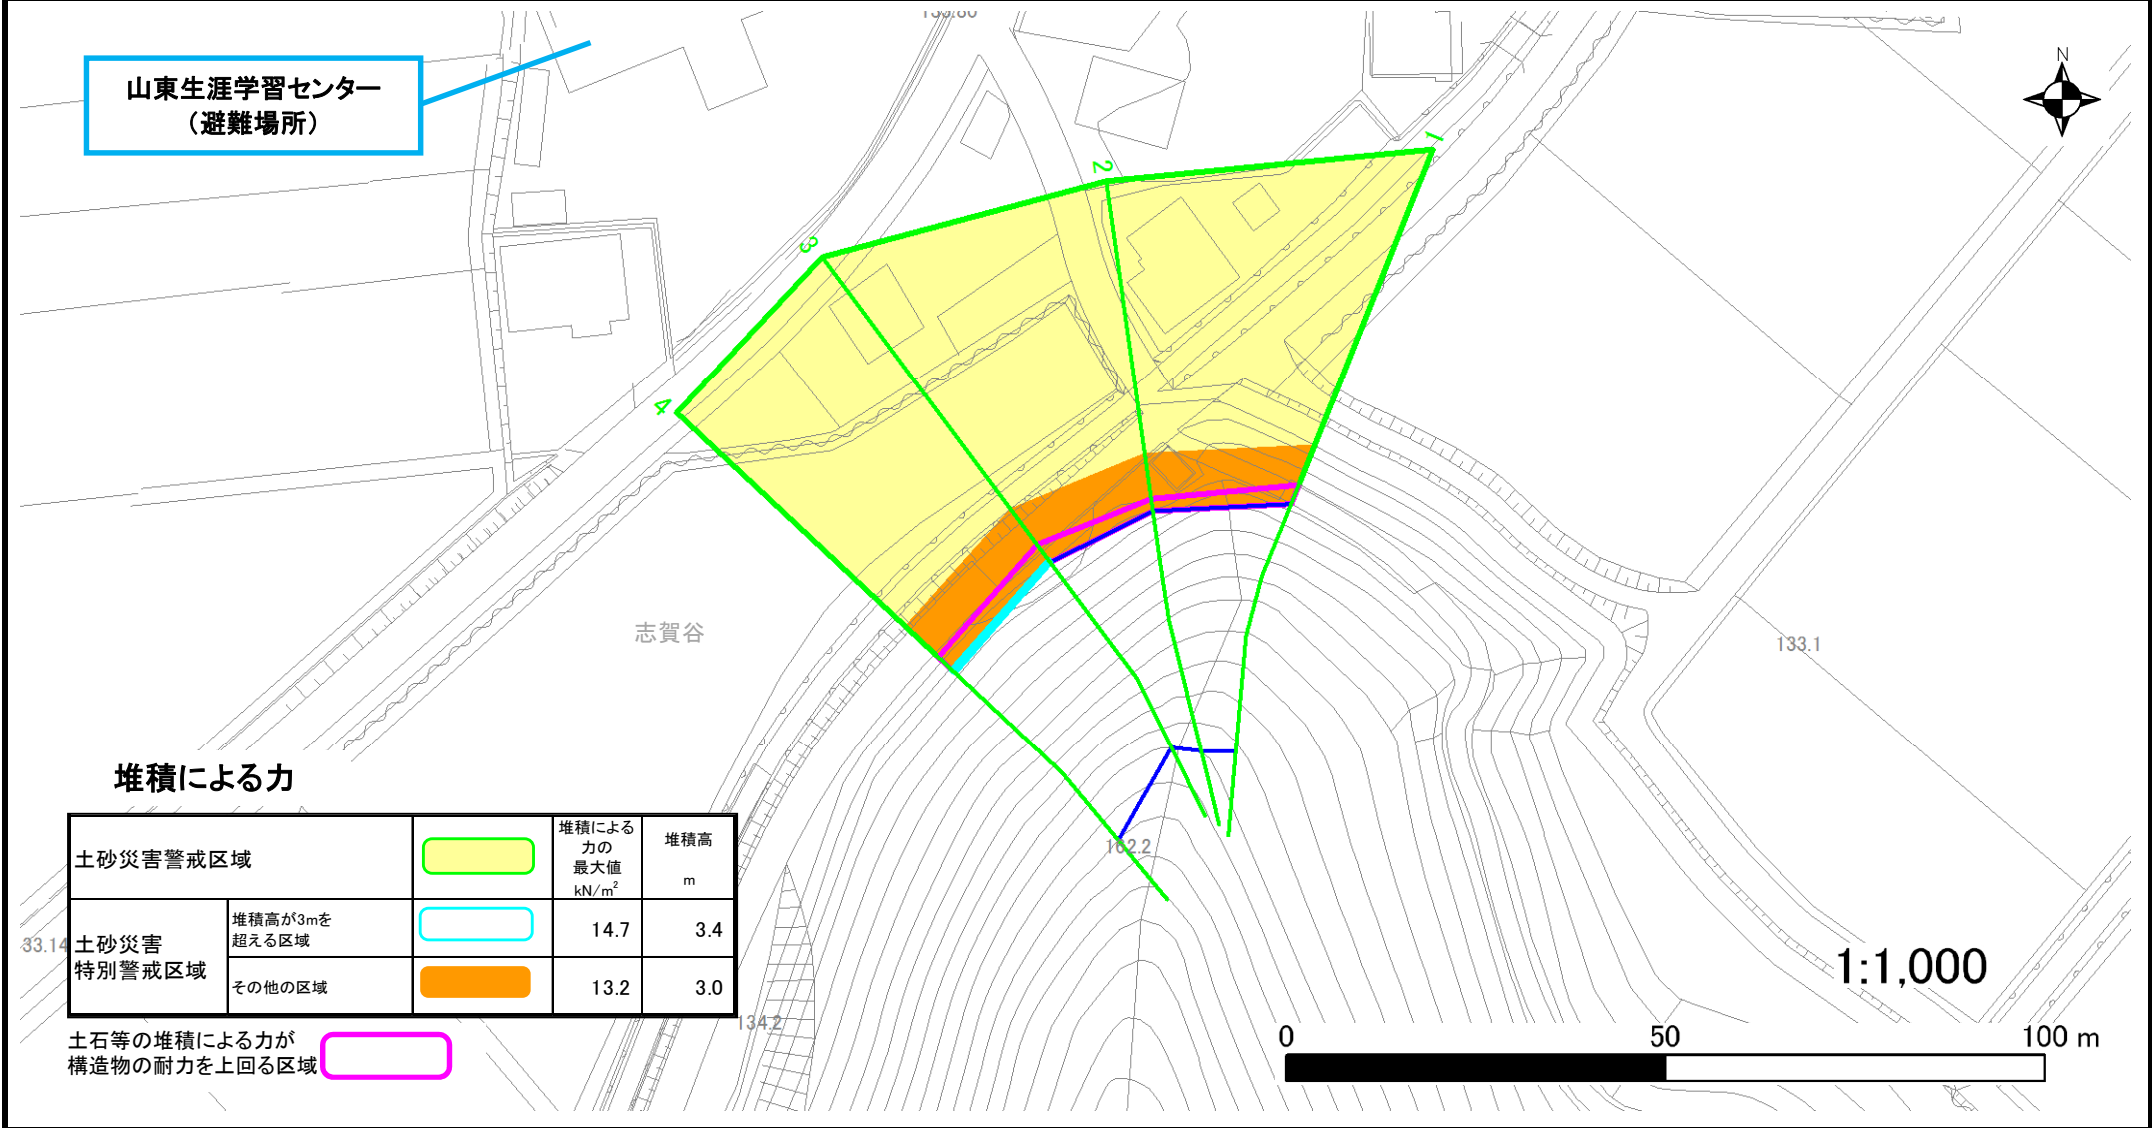 133.80
山東生涯学習センター
（避難場所）
N
1
2
3
4
志賀谷
133.1
162.2
134.2
33.14
堆積による力
土砂災害警戒区域
堆積による
力の
最大値
kN/m²
堆積高
m
土砂災害
特別警戒区域
堆積高が3mを
超える区域
14.7
3.4
その他の区域
13.2
3.0
土石等の堆積による力が
構造物の耐力を上回る区域
1:1,000
0
50
100 m